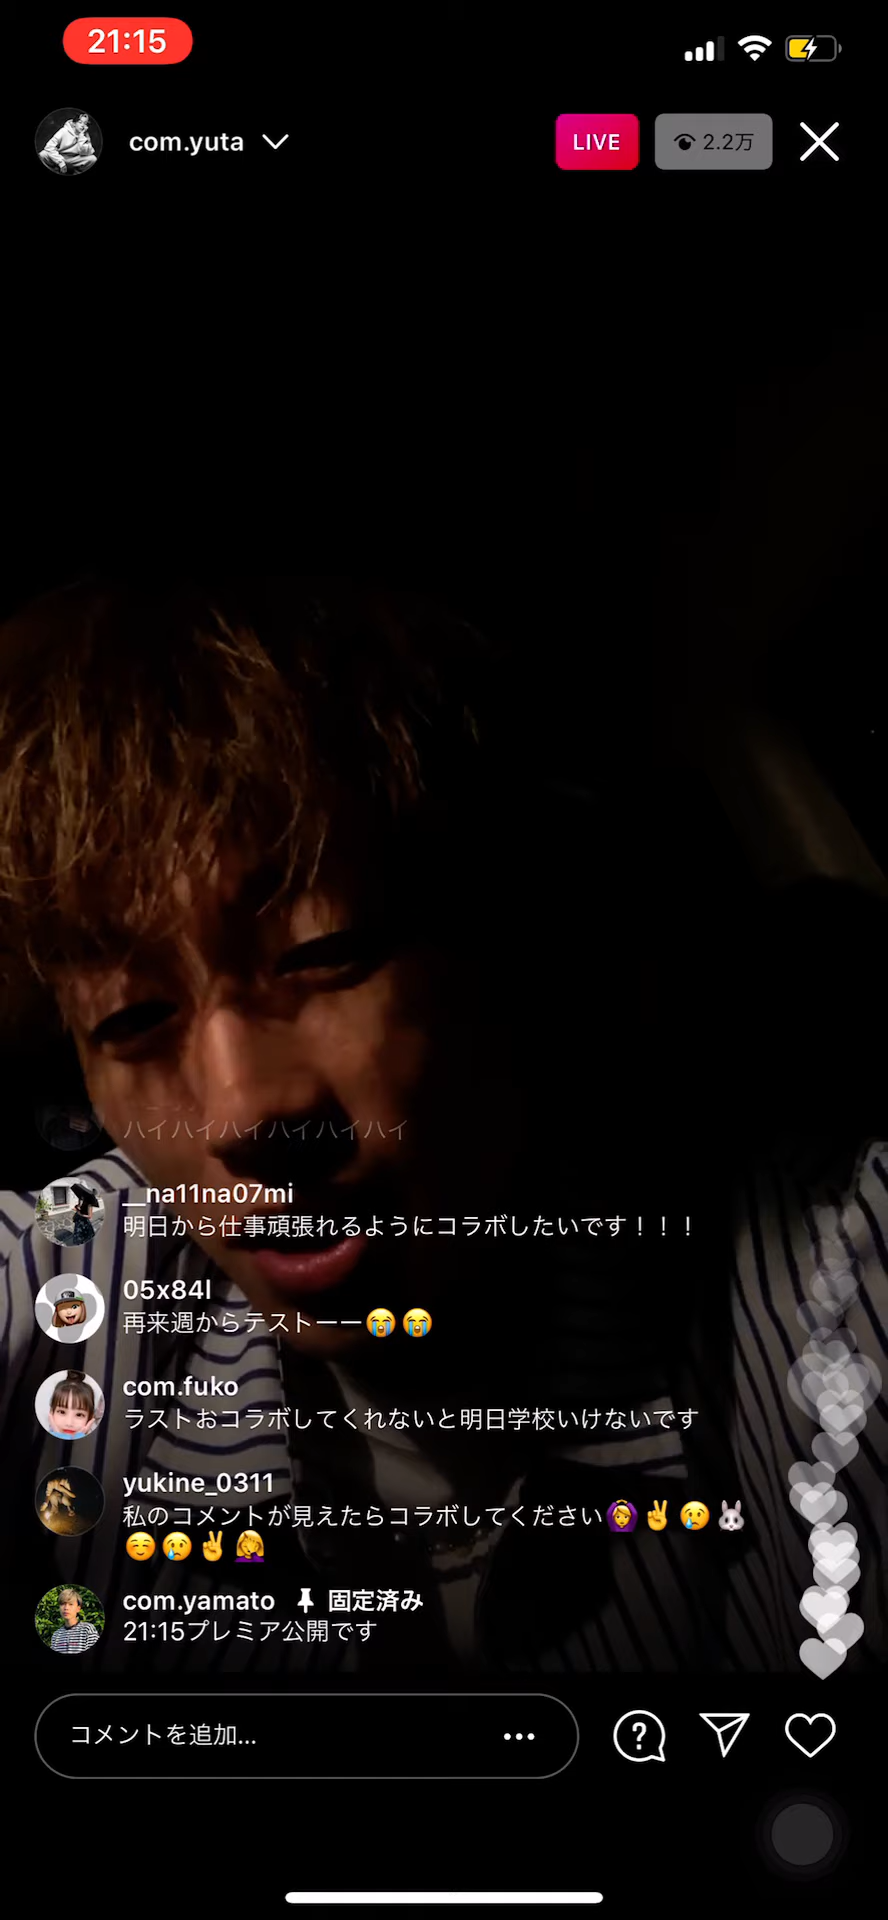 21:15
com.yuta
LIVE
2.2万
ハイハイハイハイハイハイ
__na11na07mi
明日から仕事頑張れるようにコラボしたいです！！！
05x84l
再来週からテストーー😭😭
com.fuko
ラストおコラボしてくれないと明日学校いけないです
yukine_0311
私のコメントが見えたらコラボしてください🙆‍♀️✌️😢🐰
☺️😢✌️🤦‍♀️
com.yamato 固定済み
21:15プレミア公開です
コメントを追加...